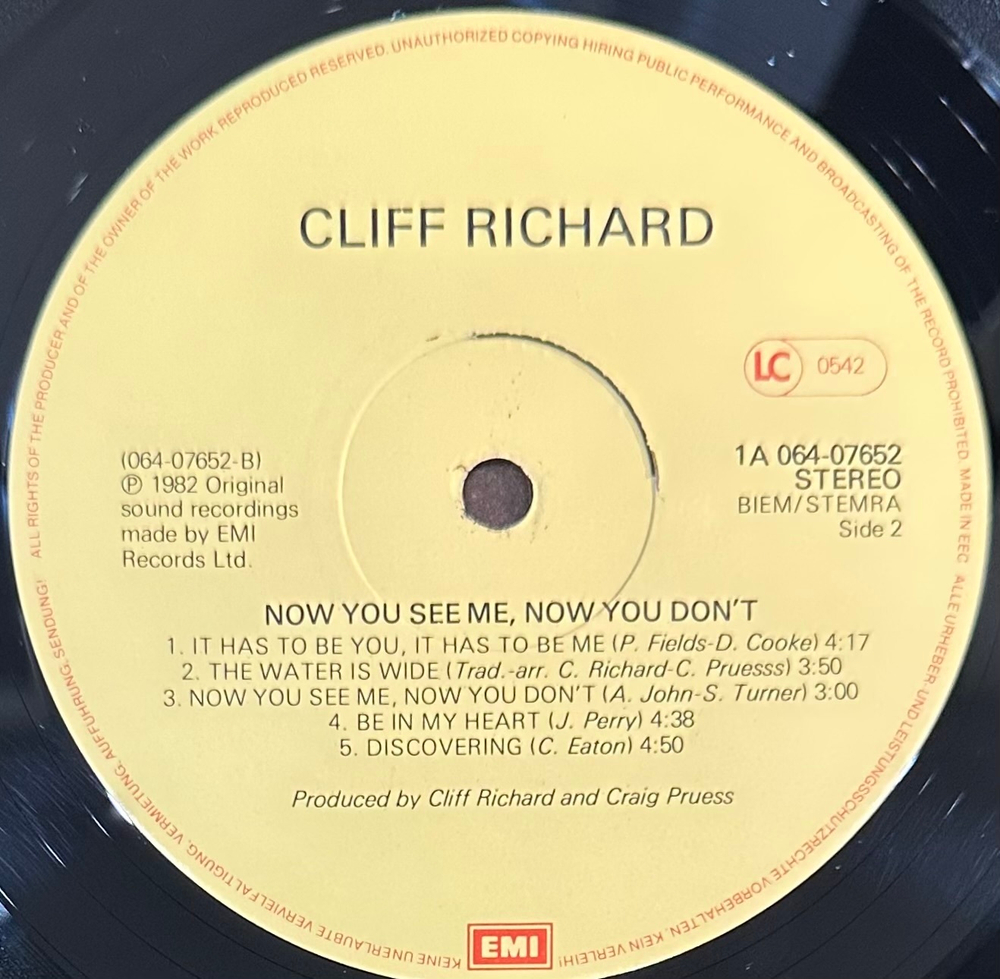 ALL RIGHTS OF THE PRODUCER AND OF THE OWNER OF THE WORK REPRODUCED RESERVED. UNAUTHORIZED COPYING HIRING PUBLIC PERFORMANCE AND BROADCASTING OF THE RECORD PROHIBITED. MADE IN EEC
CLIFF RICHARD
LC 0542
(064-07652-B)
℗ 1982 Original
sound recordings
made by EMI
Records Ltd.
1A 064-07652
STEREO
BIEM/STEMRA
Side 2
NOW YOU SEE ME, NOW YOU DON'T
1. IT HAS TO BE YOU, IT HAS TO BE ME (P. Fields-D. Cooke) 4:17
2. THE WATER IS WIDE (Trad.-arr. C. Richard-C. Pruesss) 3:50
3. NOW YOU SEE ME, NOW YOU DON'T (A. John-S. Turner) 3:00
4. BE IN MY HEART (J. Perry) 4:38
5. DISCOVERING (C. Eaton) 4:50
Produced by Cliff Richard and Craig Pruess
ALLE URHEBER- UND LEISTUNGSSCHUTZRECHTE VORBEHALTEN. KEIN VERLEIH! KEINE UNERLAUBTE VERVIELFALTIGUNG, VERMIETUNG, AUFFUHRUNG, SENDUNG!
EMI